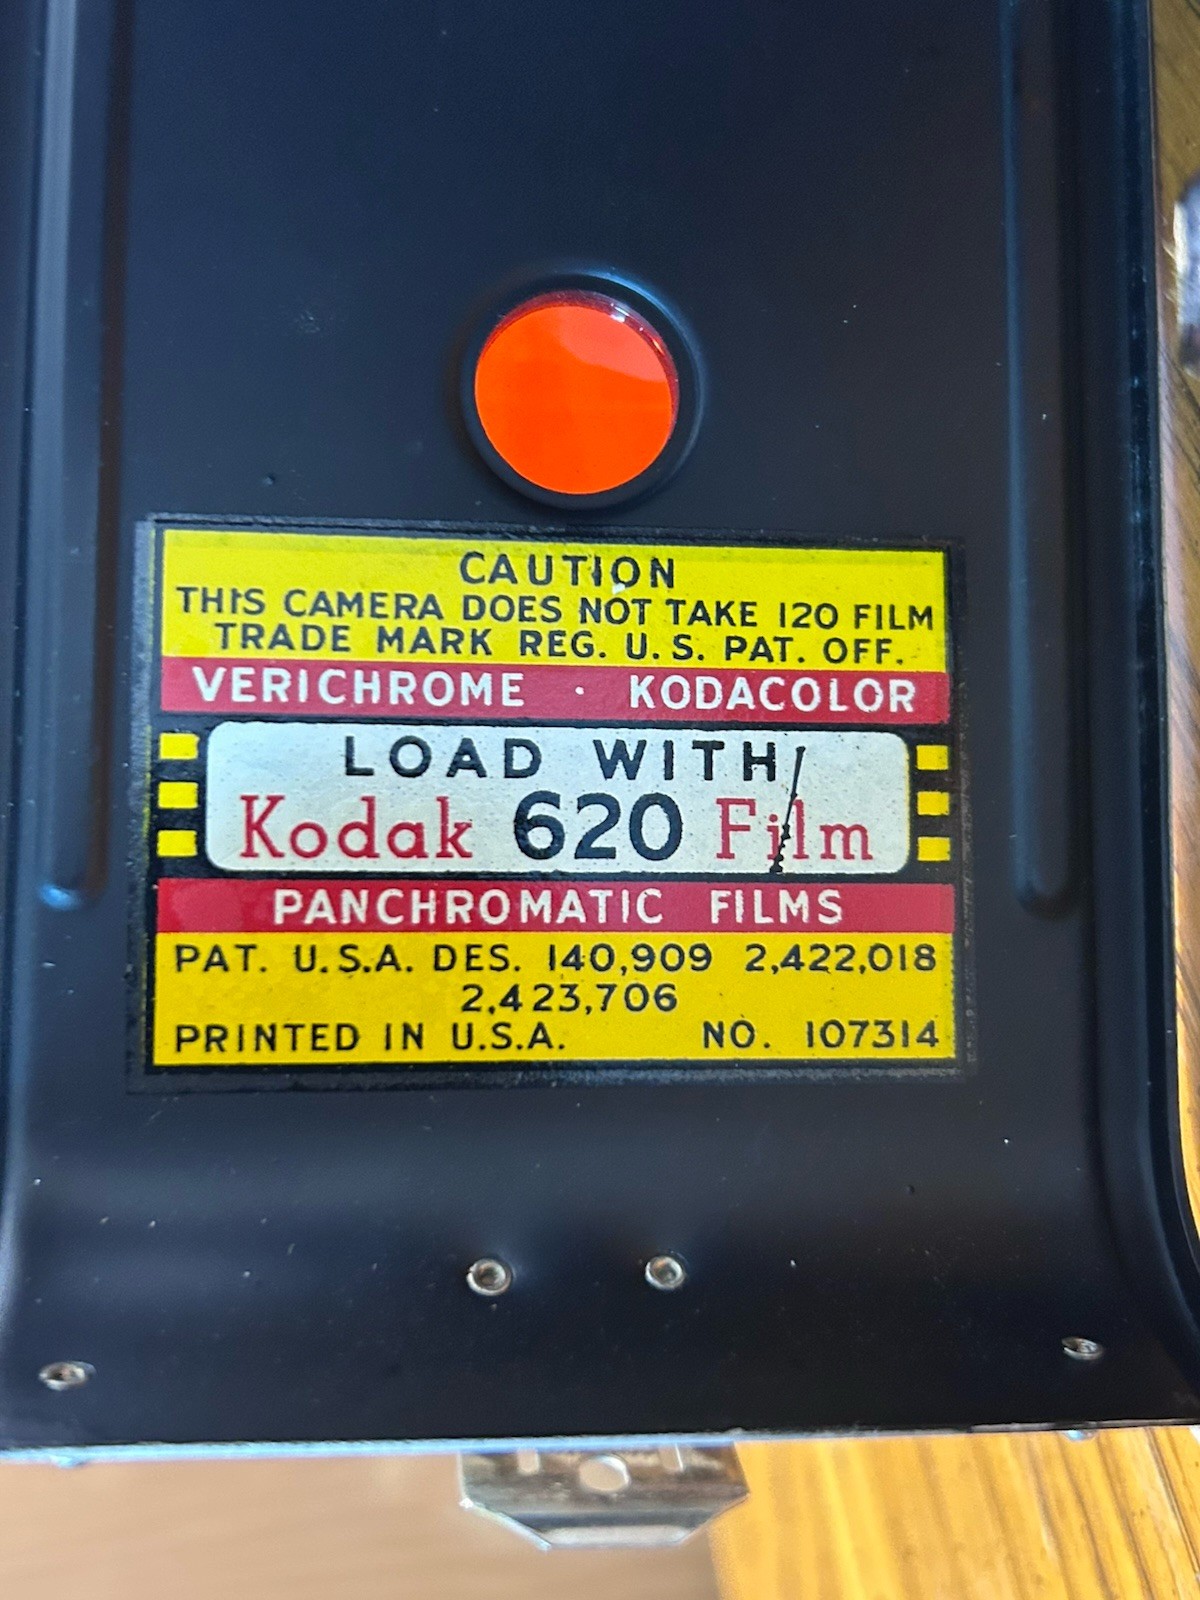 CAUTION
THIS CAMERA DOES NOT TAKE 120 FILM
TRADE MARK REG. U.S. PAT. OFF.
VERICHROME · KODACOLOR
LOAD WITH
Kodak 620 Film
PANCHROMATIC FILMS
PAT. U.S.A. DES. 140,909 2,422,018
2,423,706
PRINTED IN U.S.A. NO. 107314